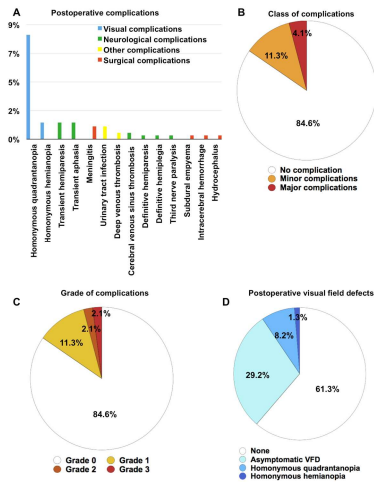 A
Postoperative complications
9%
7%
5%
2%
0%
Visual complications
Neurological complications
Other complications
Surgical complications
Homonymous quadrantanopia
Homonymous hemianopia
Transient hemiparesis
Transient aphasia
Meningitis
Urinary tract infection
Deep venous thrombosis
Cerebral venous sinus thrombosis
Definitive hemiparesis
Definitive hemiplegia
Third nerve paralysis
Subdural empyema
Intracerebral hemorrhage
Hydrocephalus
B
Class of complications
4.1%
11.3%
84.6%
No complication
Minor complications
Major complications
C
Grade of complications
2.1%
2.1%
11.3%
84.6%
Grade 0
Grade 1
Grade 2
Grade 3
D
Postoperative visual field defects
1.3%
8.2%
29.2%
61.3%
None
Asymptomatic VFD
Homonymous quadrantanopia
Homonymous hemianopia